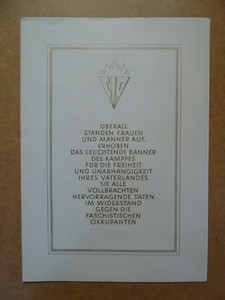 ÜBERALL
STANDEN FRAUEN
UND MÄNNER AUF,
ERHOBEN
DAS LEUCHTENDE BANNER
DES KAMPFES
FÜR DIE FREIHEIT
UND UNABHÄNGIGKEIT
IHRES VATERLANDES.
SIE ALLE
VOLLBRACHTEN
HERVORRAGENDE TATEN
IM WIDERSTAND
GEGEN DIE
FASCHISTISCHEN
OKKUPANTEN